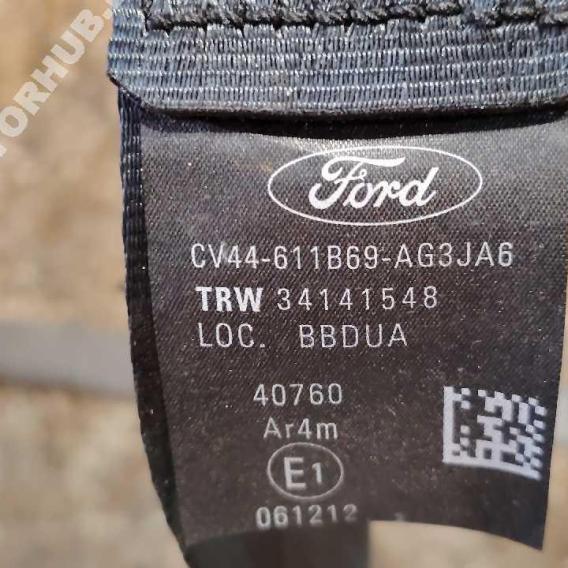 Ford
CV44-611B69-AG3JA6
TRW 34141548
LOC. BBDUA
40760
Ar4m
E1
061212